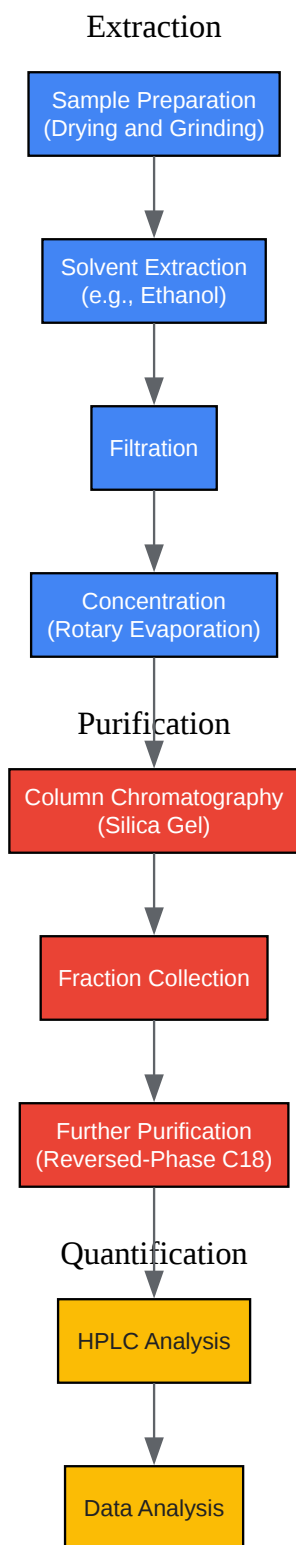 Extraction
Sample Preparation
(Drying and Grinding)
Solvent Extraction
(e.g., Ethanol)
Filtration
Concentration
(Rotary Evaporation)
Purification
Column Chromatography
(Silica Gel)
Fraction Collection
Further Purification
(Reversed-Phase C18)
Quantification
HPLC Analysis
Data Analysis